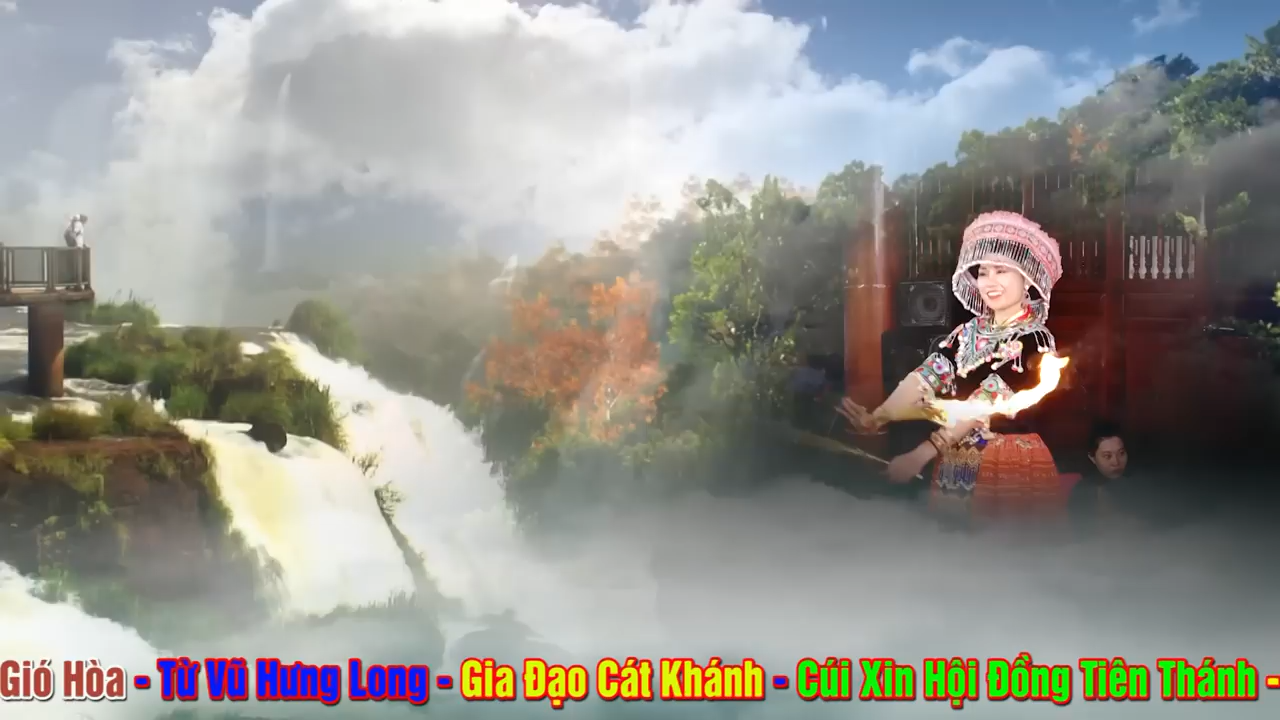 Gió Hòa - Từ Vũ Hưng Long - Gia Đạo Cát Khánh - Cúi Xin Hội Đồng Tiên Thánh -